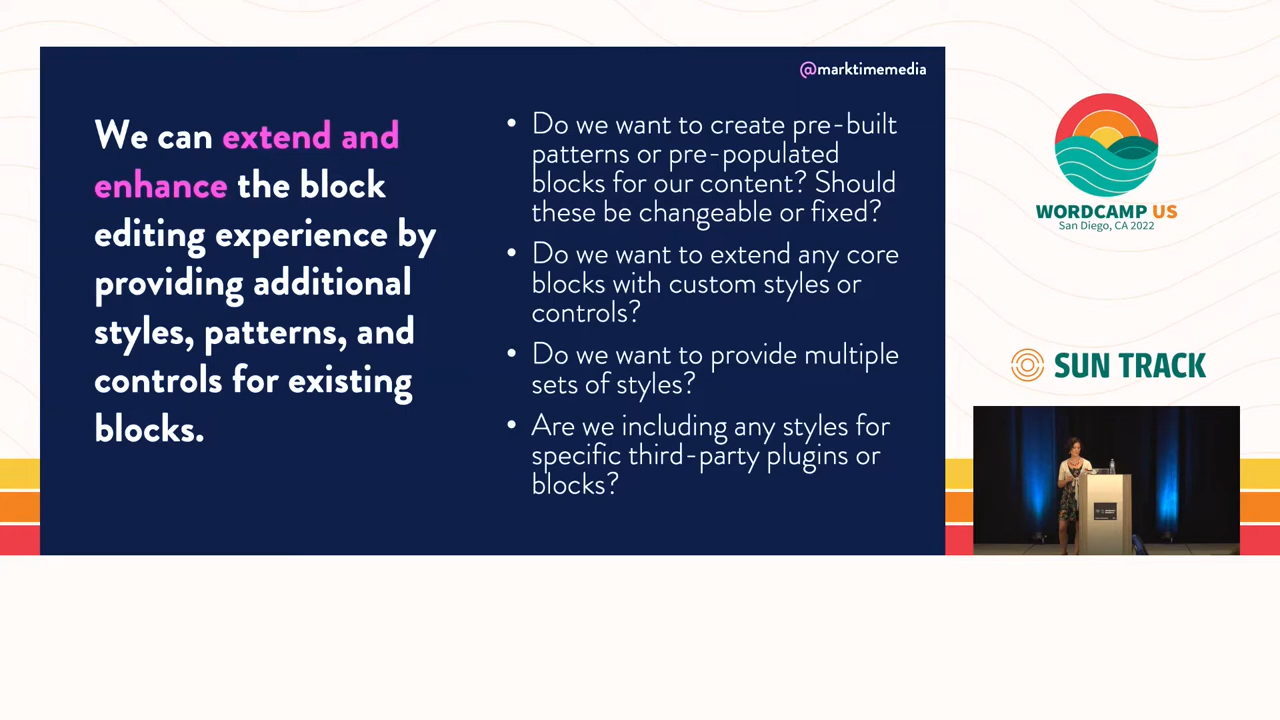 @marktimemedia
We can extend and
enhance the block
editing experience by
providing additional
styles, patterns, and
controls for existing
blocks.
• Do we want to create pre-built
patterns or pre-populated
blocks for our content? Should
these be changeable or fixed?
• Do we want to extend any core
blocks with custom styles or
controls?
• Do we want to provide multiple
sets of styles?
• Are we including any styles for
specific third-party plugins or
blocks?
WORDCAMP US
San Diego, CA 2022
SUN TRACK